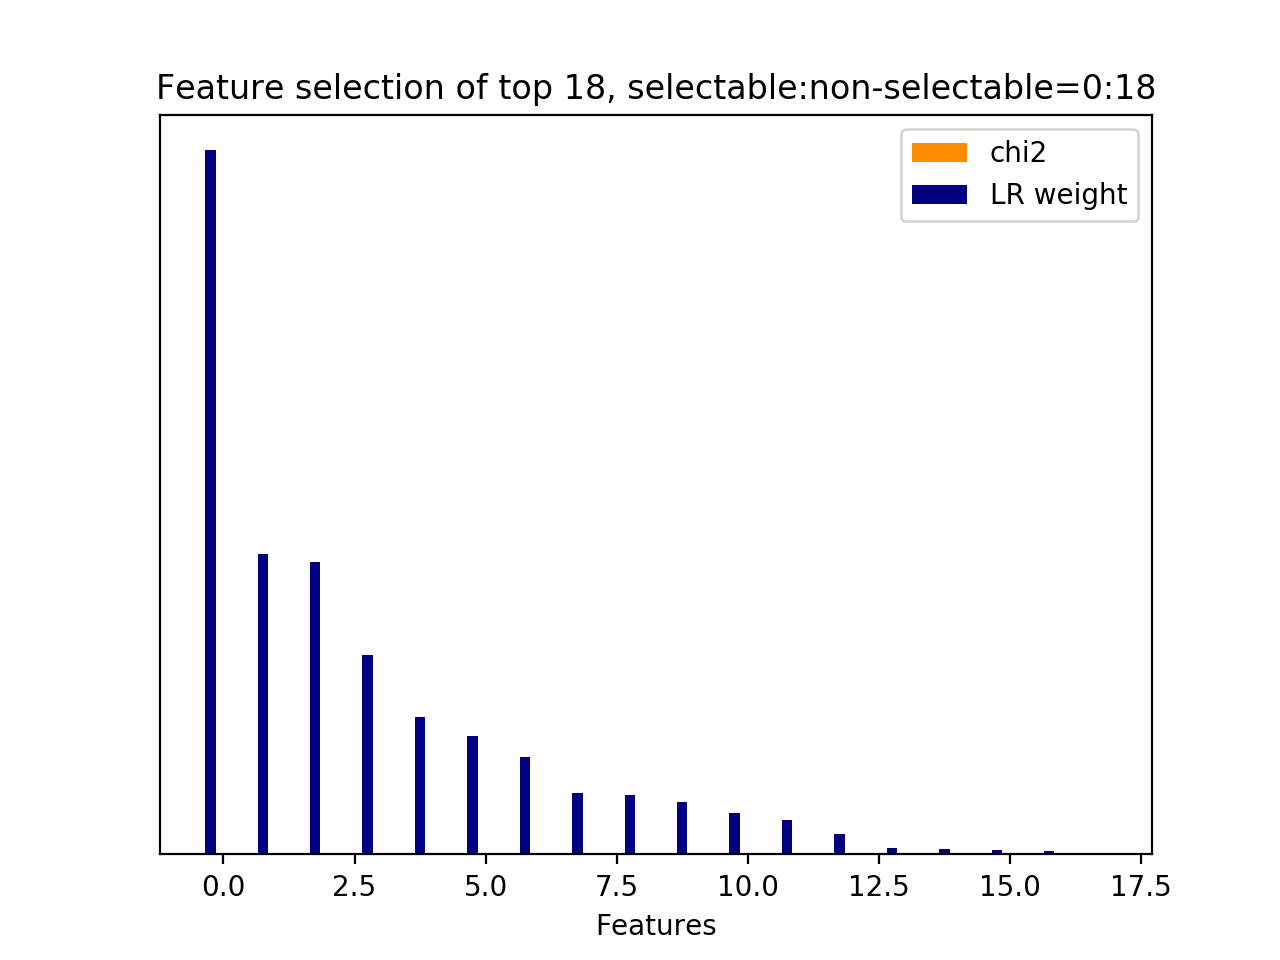 Feature selection of top 18, selectable:non-selectable=0:18
chi2
LR weight
0.0 2.5 5.0 7.5 10.0 12.5 15.0 17.5
Features